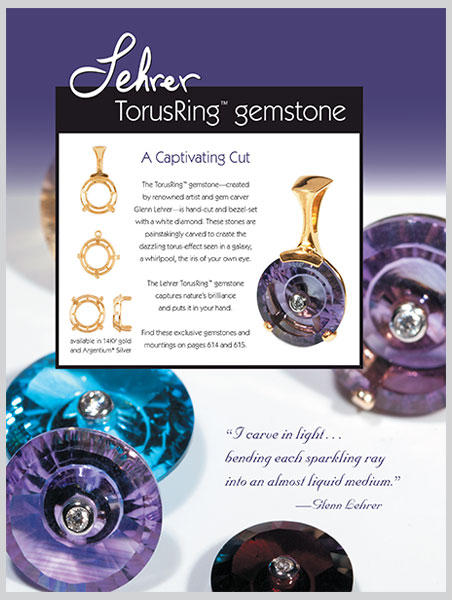 Lehrer
TorusRing™ gemstone
A Captivating Cut
The TorusRing™ gemstone—created
by renowned artist and gem carver
Glenn Lehrer—is hand-cut and bezel-set
with a white diamond. These stones are
painstakingly carved to create the
dazzling torus-effect seen in a galaxy,
a whirlpool, the iris of your own eye.
The Lehrer TorusRing™ gemstone
captures nature's brilliance
and puts it in your hand.
Find these exclusive gemstones and
mountings on pages 614 and 615.
available in 14KY gold
and Argentium® Silver
“I carve in light...
bending each sparkling ray
into an almost liquid medium.”
—Glenn Lehrer